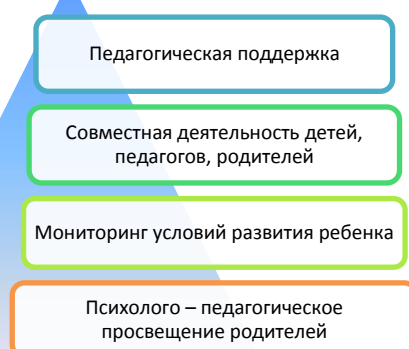 Педагогическая поддержка
Совместная деятельность детей,
педагогов, родителей
Мониторинг условий развития ребенка
Психолого – педагогическое
просвещение родителей